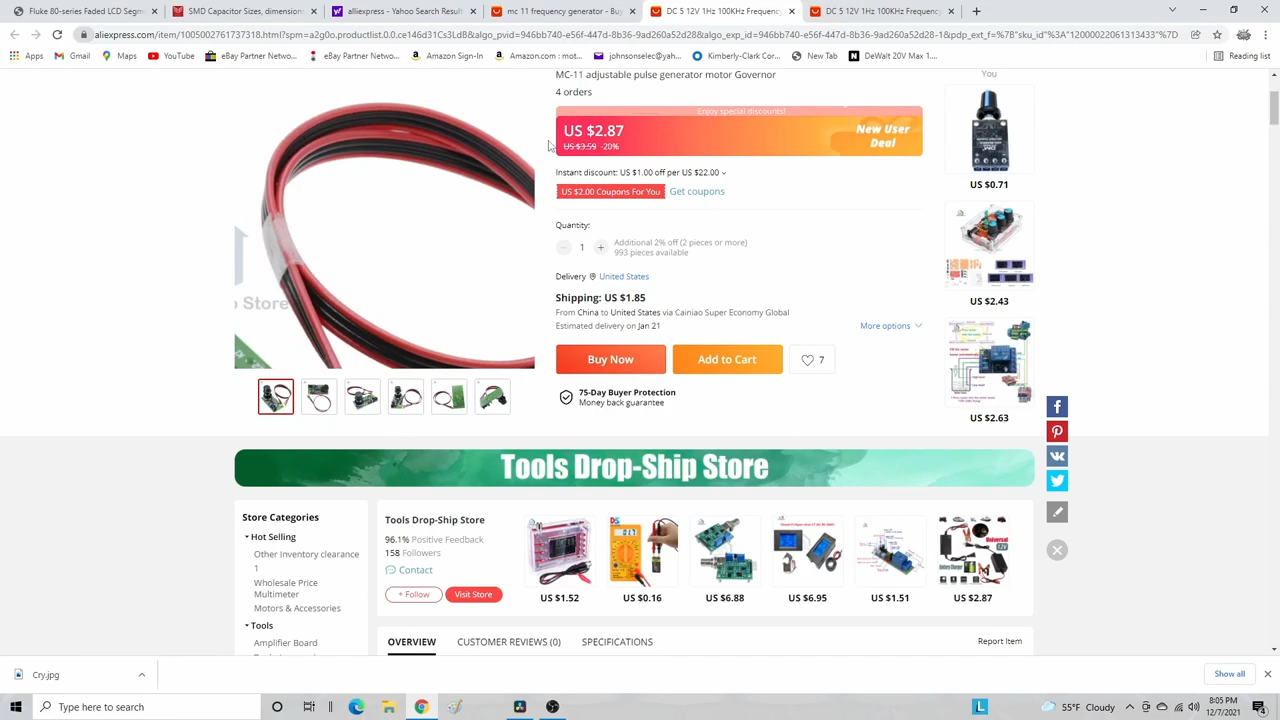 Fluke 80-series Faded LCD Segm
SMD Capacitor Sizes, dimension
alliexpress - Yahoo Search Result
mc 11 frequency generator - Buy
DC 5 12V 1Hz 100KHz Frequency
DC 5 12V 1Hz 100KHz Frequency
aliexpress.com/item/1005002761737318.html?spm=a2g0o.productlist.0.0.ce146d31Cs3LdB&algo_pvid=946bb740-e56f-447d-8b36-9ad260a52d28&algo_exp_id=946bb740-e56f-447d-8b36-9ad260a52d28-1&pdp_ext_f=%7B"sku_id"%3A"12000022061313433"%7D
Apps
Gmail
Maps
YouTube
eBay Partner Netwo...
eBay Partner Netwo...
Amazon Sign-In
Amazon.com : mot...
johnsonselec@yah...
Kimberly-Clark Cor...
New Tab
DeWalt 20V Max 1....
Reading list
MC-11 adjustable pulse generator motor Governor
You
4 orders
Enjoy special discounts!
US $2.87
US $3.59 -20%
New User
Deal
US $0.71
Instant discount: US $1.00 off per US $22.00
US $2.00 Coupons For You
Get coupons
Quantity:
1
Additional 2% off (2 pieces or more)
993 pieces available
Delivery
United States
p Store
Shipping: US $1.85
US $2.43
From China to United States via Cainiao Super Economy Global
Estimated delivery on Jan 21
More options
Buy Now
Add to Cart
7
75-Day Buyer Protection
Money back guarantee
US $2.63
Tools Drop-Ship Store
Store Categories
Hot Selling
Other Inventory clearance
1
Wholesale Price
Multimeter
Motors & Accessories
Tools
Amplifier Board
Tools Drop-Ship Store
96.1% Positive Feedback
158 Followers
Contact
+ Follow
Visit Store
US $1.52
US $0.16
US $6.88
US $6.95
US $1.51
US $2.87
OVERVIEW
CUSTOMER REVIEWS (0)
SPECIFICATIONS
Report Item
Cry.jpg
Show all
Type here to search
55°F Cloudy
8:05 PM
12/7/2021